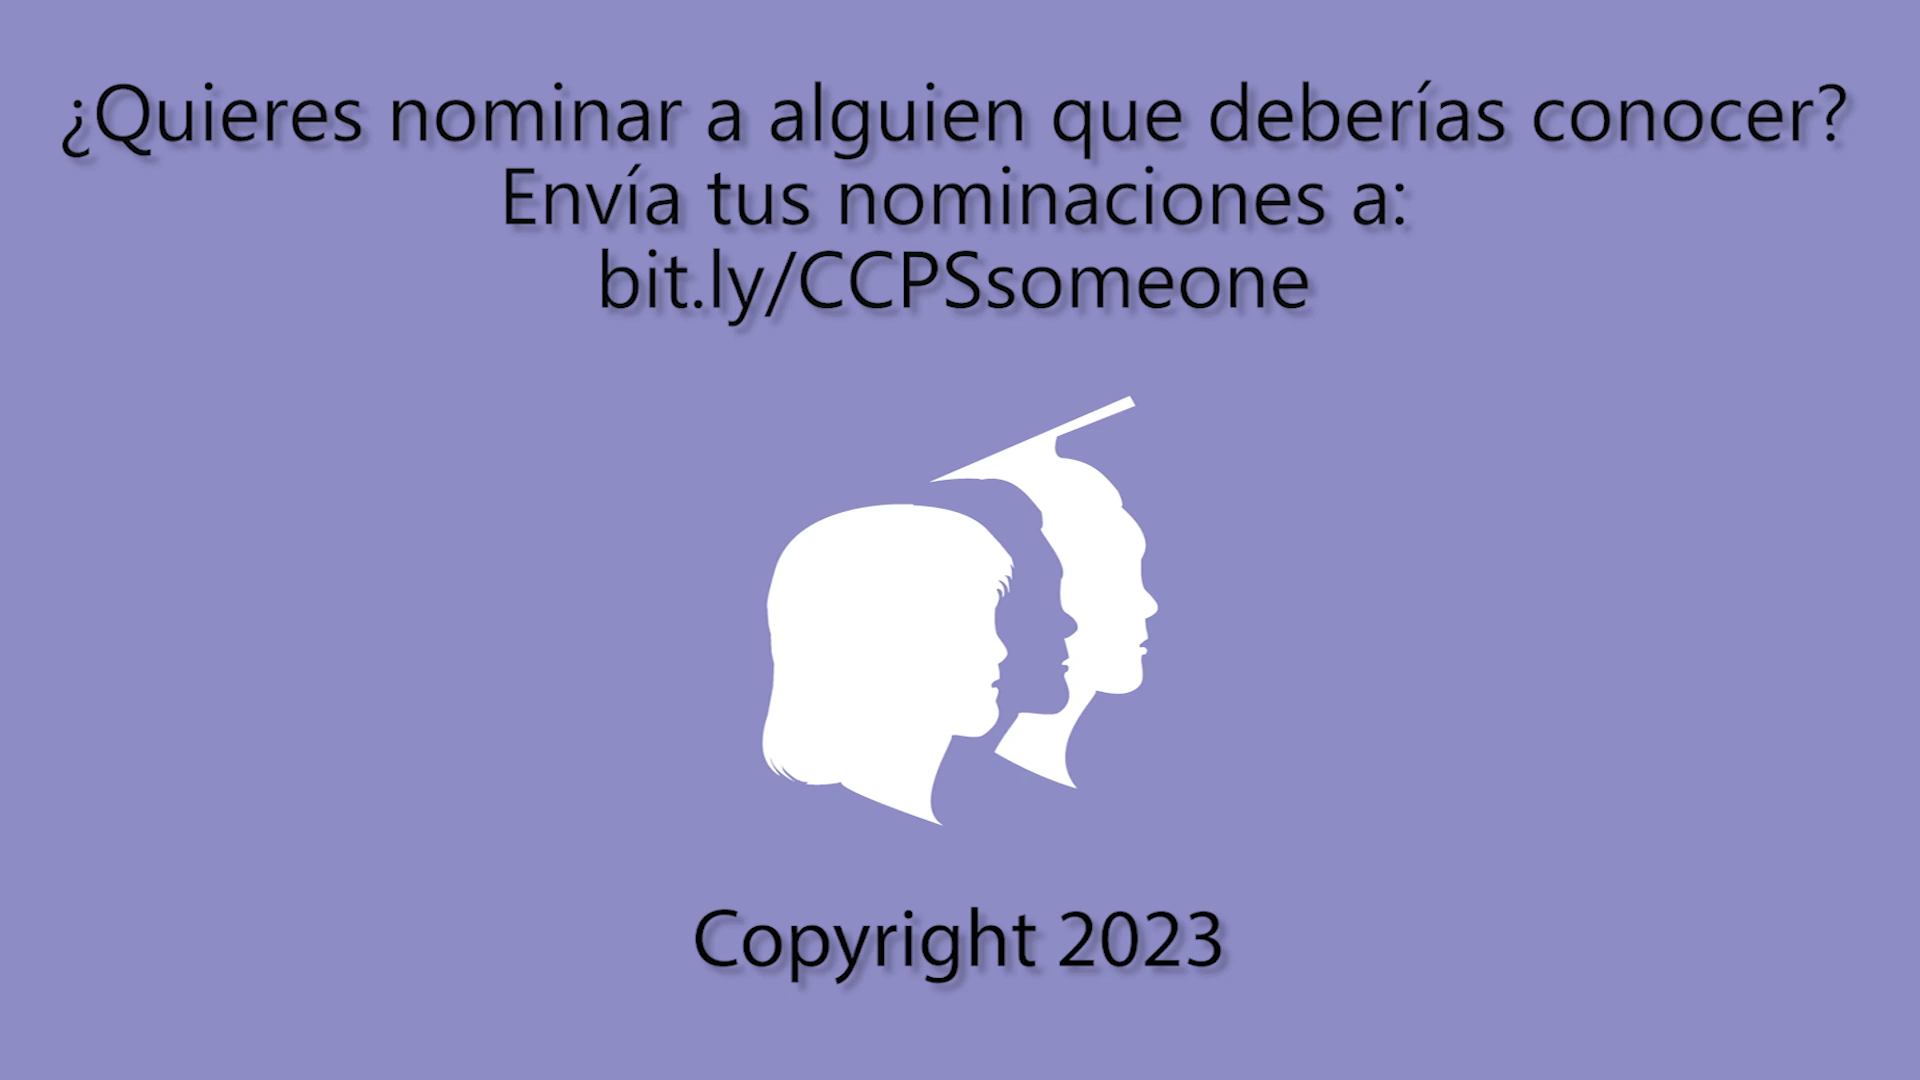 ¿Quieres nominar a alguien que deberías conocer?
Envía tus nominaciones a:
bit.ly/CCPSsomeone
Copyright 2023